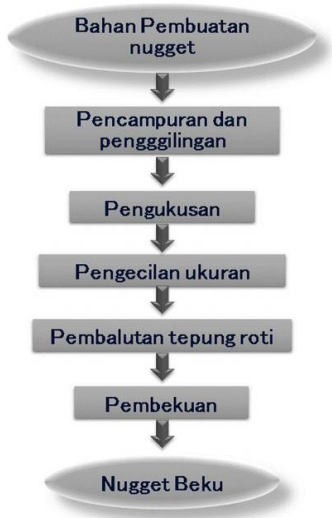 Bahan Pembuatan
nugget
Pencampuran dan
pengggilingan
Pengukusan
Pengecilan ukuran
Pembalutan tepung roti
Pembekuan
Nugget Beku